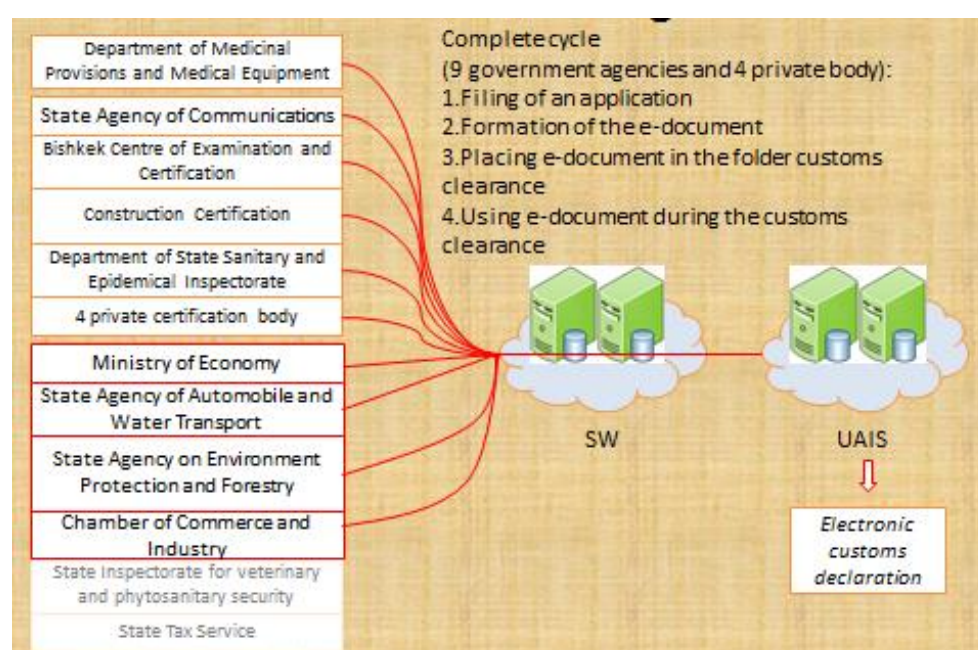 Department of Medicinal
Provisions and Medical Equipment
State Agency of Communications
Bishkek Centre of Examination and
Certification
Construction Certification
Department of State Sanitary and
Epidemical Inspectorate
4 private certification body
Ministry of Economy
State Agency of Automobile and
Water Transport
State Agency on Environment
Protection and Forestry
Chamber of Commerce and
Industry
State Inspectorate for veterinary
and phytosanitary security
State Tax Service
Complete cycle
(9 government agencies and 4 private body):
1.Filing of an application
2.Formation of the e-document
3.Placing e-document in the folder customs
clearance
4.Using e-document during the customs
clearance
SW
UAIS
Electronic
customs
declaration